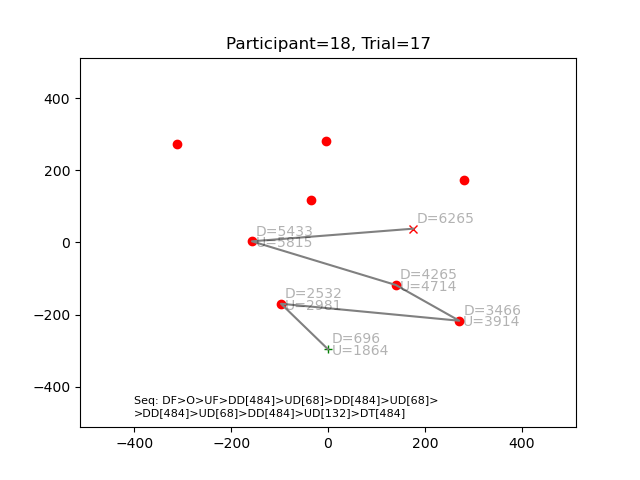 Participant=18, Trial=17
400
200
0
−200
−400
D=6265
D=5433
U=5815
D=4265
U=4714
D=2532
U=2981
D=3466
U=3914
D=696
U=1864
Seq: DF>O>UF>DD[484]>UD[68]>DD[484]>UD[68]>
>DD[484]>UD[68]>DD[484]>UD[132]>DT[484]
−400 −200 0 200 400